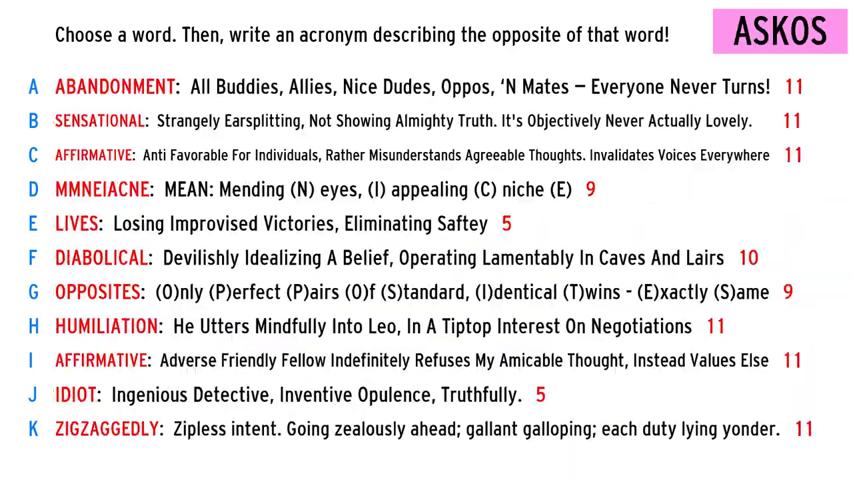 Choose a word. Then, write an acronym describing the opposite of that word!
ASKOS
A ABANDONMENT: All Buddies, Allies, Nice Dudes, Oppos, ‘N Mates – Everyone Never Turns! 11
B SENSATIONAL: Strangely Earsplitting, Not Showing Almighty Truth. It's Objectively Never Actually Lovely. 11
C AFFIRMATIVE: Anti Favorable For Individuals, Rather Misunderstands Agreeable Thoughts. Invalidates Voices Everywhere 11
D MMNEIACNE: MEAN: Mending (N) eyes, (I) appealing (C) niche (E) 9
E LIVES: Losing Improvised Victories, Eliminating Saftey 5
F DIABOLICAL: Devilishly Idealizing A Belief, Operating Lamentably In Caves And Lairs 10
G OPPOSITES: (O)nly (P)erfect (P)airs (O)f (S)tandard, (I)dentical (T)wins - (E)xactly (S)ame 9
H HUMILIATION: He Utters Mindfully Into Leo, In A Tiptop Interest On Negotiations 11
I AFFIRMATIVE: Adverse Friendly Fellow Indefinitely Refuses My Amicable Thought, Instead Values Else 11
J IDIOT: Ingenious Detective, Inventive Opulence, Truthfully. 5
K ZIGZAGGEDLY: Zipless intent. Going zealously ahead; gallant galloping; each duty lying yonder. 11